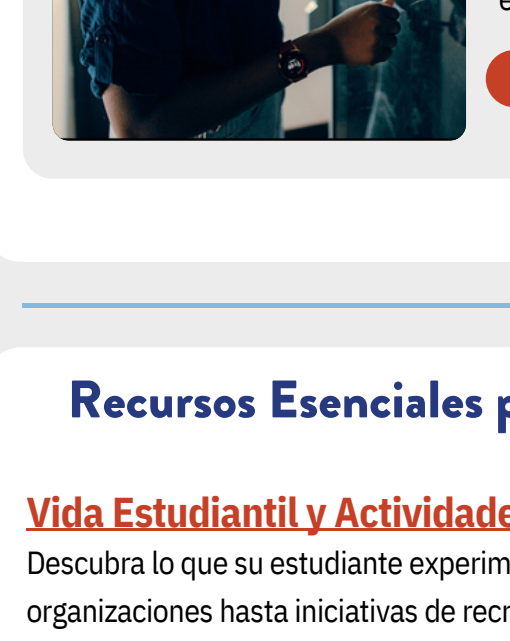 Recursos Esenciales
Vida Estudiantil y Actividade
Descubra lo que su estudiante experim
organizaciones hasta iniciativas de recr